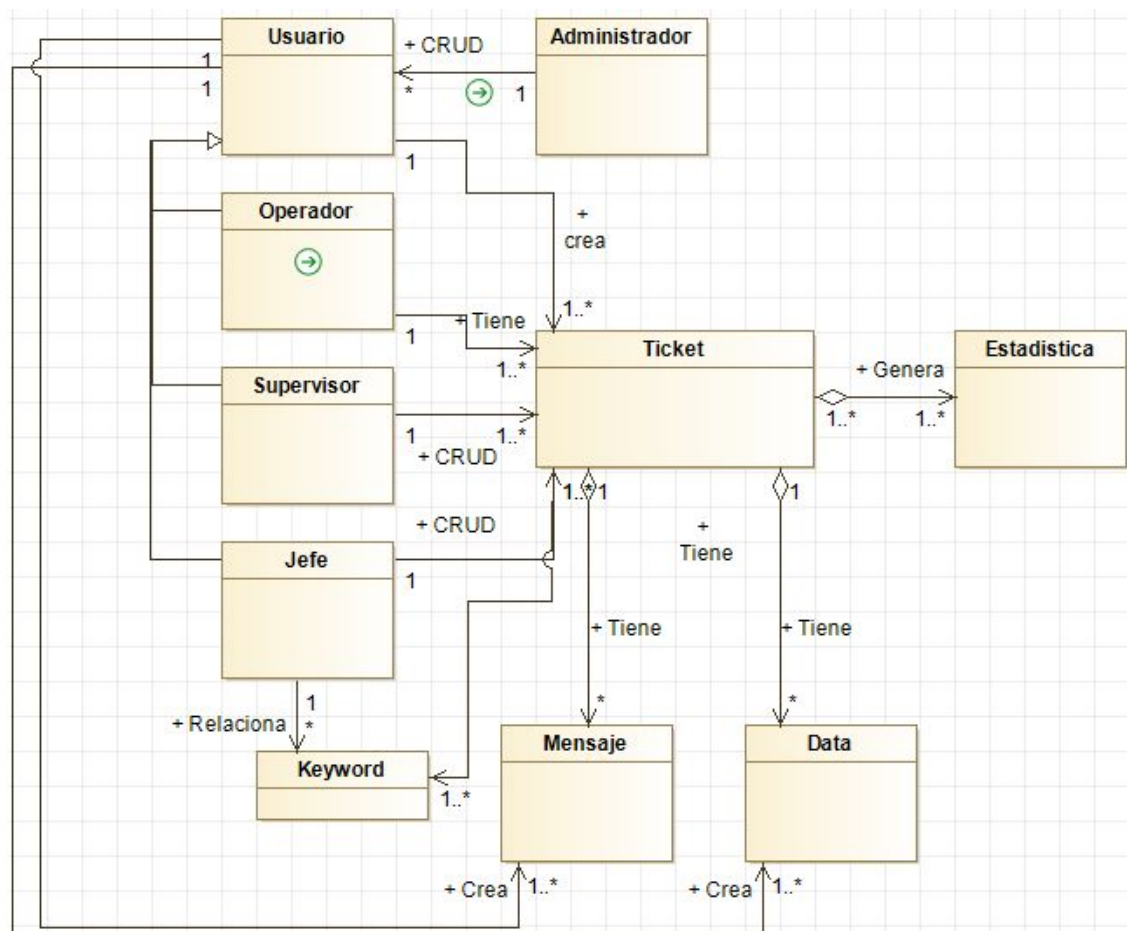 Usuario
+ CRUD
Administrador
1
1
*
1
1
Operador
+
crea
1..*
+ Tiene
1
1..*
Ticket
Estadistica
+ Genera
1..*
1..*
Supervisor
1
1..*
+ CRUD
1..*
1
1
+ CRUD
+
Tiene
Jefe
1
+ Tiene
+ Tiene
1
+ Relaciona
*
*
*
Keyword
1..*
Mensaje
Data
+ Crea
1..*
+ Crea
1..*